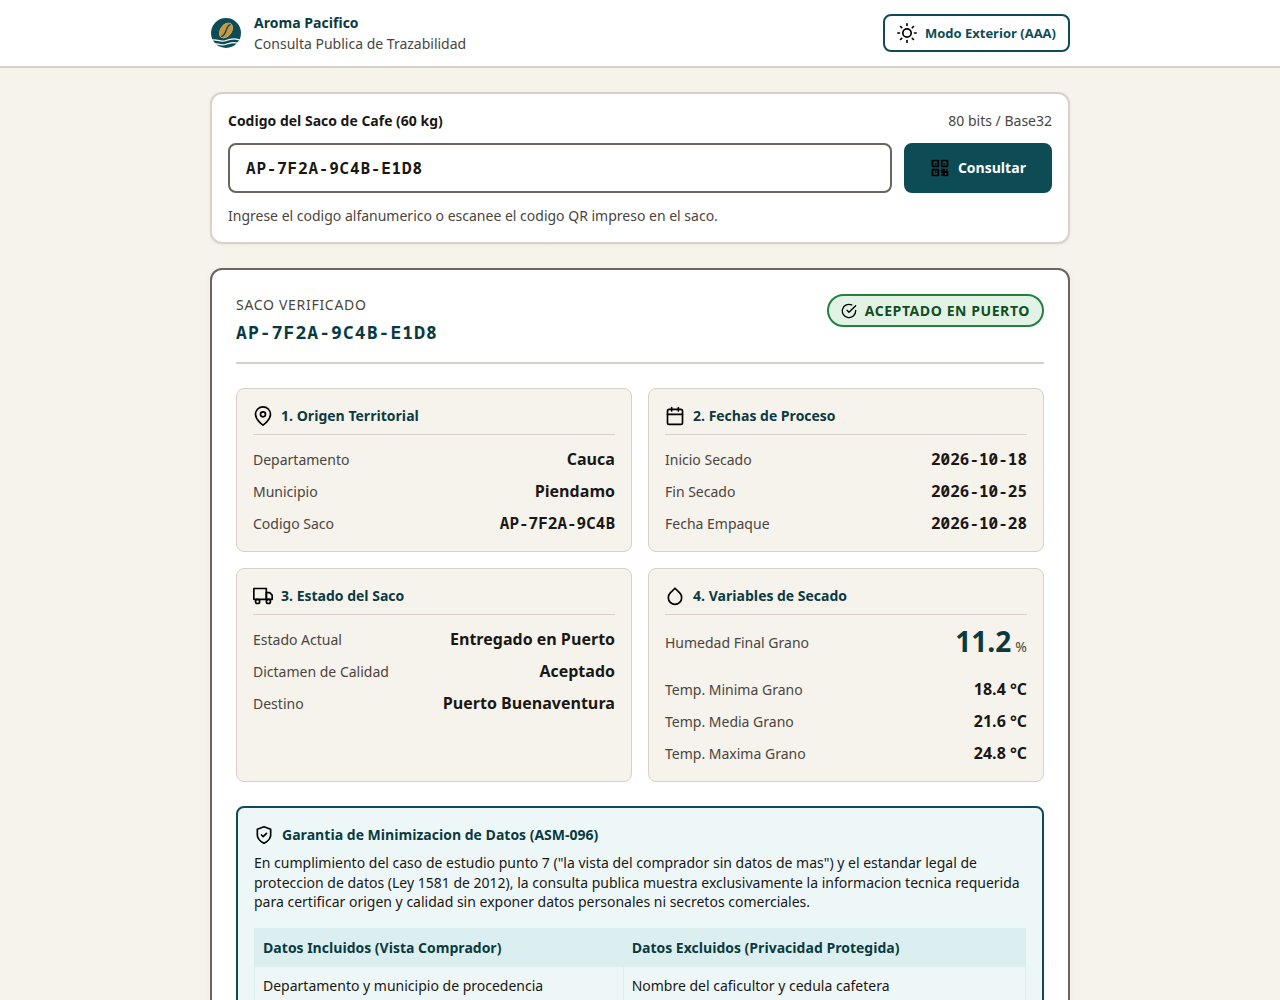 Aroma Pacifico
Consulta Publica de Trazabilidad
Modo Exterior (AAA)
Codigo del Saco de Cafe (60 kg)
80 bits / Base32
AP-7F2A-9C4B-E1D8
Consultar
Ingrese el codigo alfanumerico o escanee el codigo QR impreso en el saco.
SACO VERIFICADO
AP-7F2A-9C4B-E1D8
ACEPTADO EN PUERTO
1. Origen Territorial
Departamento Cauca
Municipio Piendamo
Codigo Saco AP-7F2A-9C4B
2. Fechas de Proceso
Inicio Secado 2026-10-18
Fin Secado 2026-10-25
Fecha Empaque 2026-10-28
3. Estado del Saco
Estado Actual Entregado en Puerto
Dictamen de Calidad Aceptado
Destino Puerto Buenaventura
4. Variables de Secado
Humedad Final Grano 11.2 %
Temp. Minima Grano 18.4 °C
Temp. Media Grano 21.6 °C
Temp. Maxima Grano 24.8 °C
Garantia de Minimizacion de Datos (ASM-096)
En cumplimiento del caso de estudio punto 7 ("la vista del comprador sin datos de mas") y el estandar legal de
proteccion de datos (Ley 1581 de 2012), la consulta publica muestra exclusivamente la informacion tecnica requerida
para certificar origen y calidad sin exponer datos personales ni secretos comerciales.
Datos Incluidos (Vista Comprador) Datos Excluidos (Privacidad Protegida)
Departamento y municipio de procedencia Nombre del caficultor y cedula cafetera